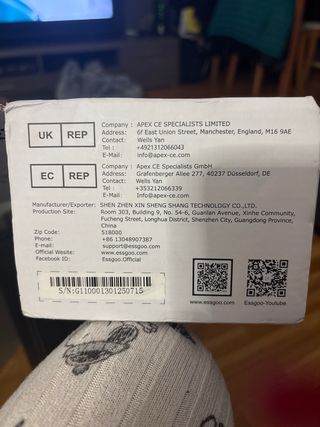 UK REP
Company : APEX CE SPECIALISTS LIMITED
Address: 6f East Union Street, Manchester, England, M16 9AE
Contact: Wells Yan
Tel : +4921312066043
E-Mail: info@apex-ce.com
EC REP
Company : Apex CE Specialists GmbH
Address: Grafenberger Allee 277, 40237 Düsseldorf, DE
Contact: Wells Yan
Tel : +353212066339
E-Mail: info@apex-ce.com
Manufacturer/Exporter: SHEN ZHEN XIN SHENG SHANG TECHNOLOGY CO.,LTD.
Production Site: Room 303, Building 9, No. 54-6, Guanlan Avenue, Xinhe Community,
Fucheng Street, Longhua District, Shenzhen City, Guangdong Province,
China
Zip Code: 518000
Phone: +86 13048907387
E-mail: support@essgoo.com
Official Wesite: www.essgoo.com
Facebook ID: Essgoo.Official
S/N:G110001301250715
www.essgoo.com
Essgoo-Youtube